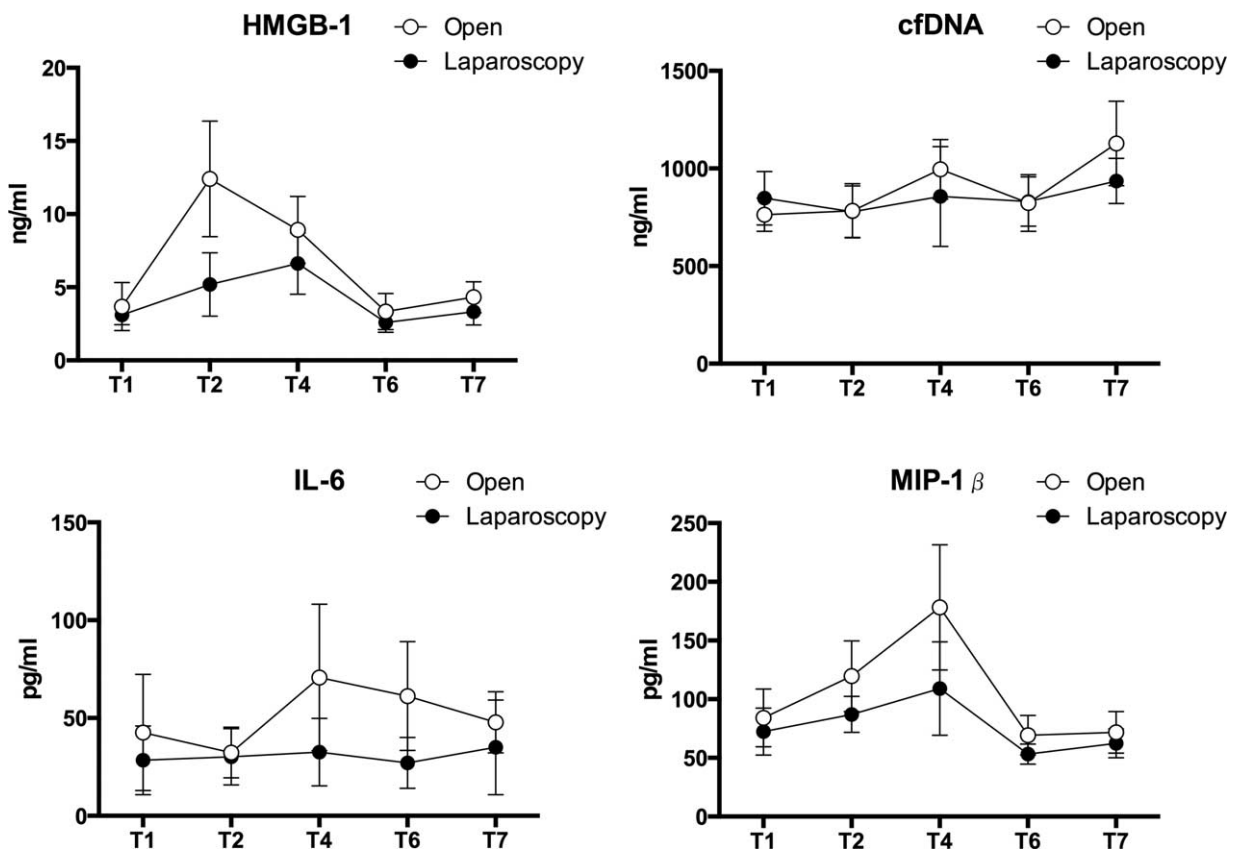 HMGB-1
Open
Laparoscopy
20
15
10
5
0
ng/ml
T1 T2 T4 T6 T7
cfDNA
Open
Laparoscopy
1500
1000
500
0
ng/ml
T1 T2 T4 T6 T7
IL-6
Open
Laparoscopy
150
100
50
0
pg/ml
T1 T2 T4 T6 T7
MIP-1 β
Open
Laparoscopy
250
200
150
100
50
0
pg/ml
T1 T2 T4 T6 T7